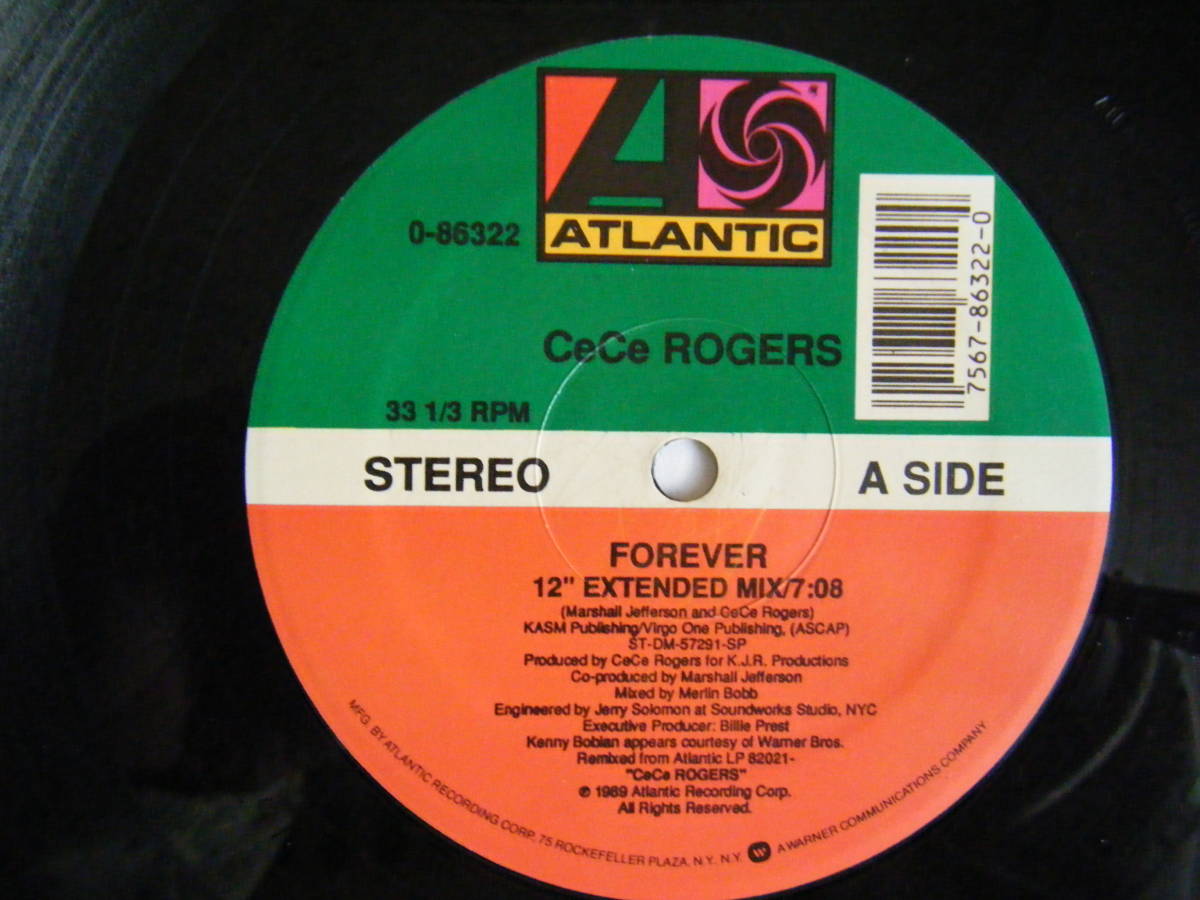 ATLANTIC
0-86322
7567-86322-0
CeCe ROGERS
33 1/3 RPM
STEREO
A SIDE
FOREVER
12" EXTENDED MIX/7:08
(Marshall Jefferson and CeCe Rogers)
KASM Publishing/Virgo One Publishing, (ASCAP)
ST-DM-57291-SP
Produced by CeCe Rogers for K.J.R. Productions
Co-produced by Marshall Jefferson
Mixed by Merlin Bobb
Engineered by Jerry Solomon at Soundworks Studio, NYC
Executive Producer: Billie Prest
Kenny Bobian appears courtesy of Warner Bros.
Remixed from Atlantic LP 82021-
"CeCe ROGERS"
℗ 1989 Atlantic Recording Corp.
All Rights Reserved.
MFG. BY ATLANTIC RECORDING CORP. 75 ROCKEFELLER PLAZA, N.Y. N.Y. A WARNER COMMUNICATIONS COMPANY